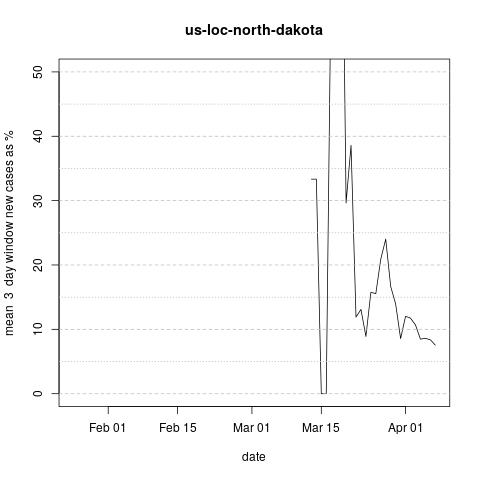 us-loc-north-dakota
mean  3  day window new cases as %
50
40
30
20
10
0
Feb 01
Feb 15
Mar 01
Mar 15
Apr 01
date